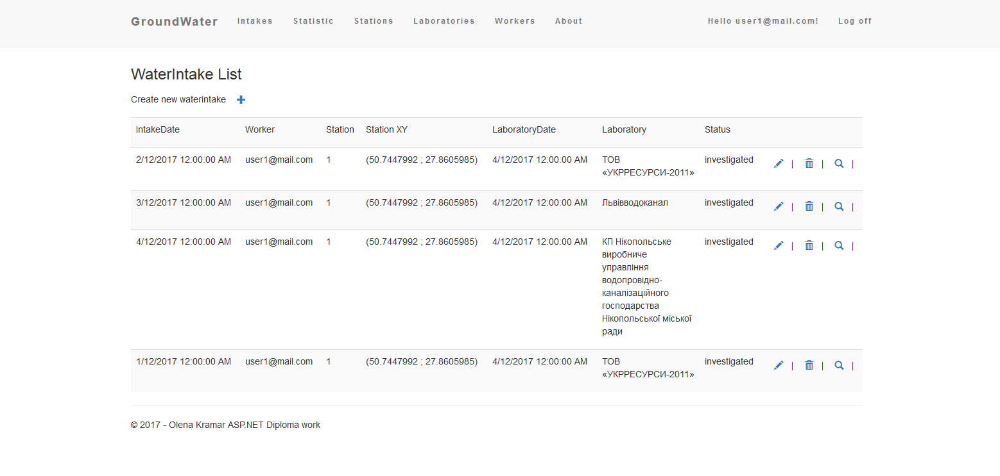 GroundWater Intakes Statistic Stations Laboratories Workers About Hello user1@mail.com! Log off
WaterIntake List
Create new waterintake
IntakeDate Worker Station Station XY LaboratoryDate Laboratory Status
2/12/2017 12:00:00 AM user1@mail.com 1 (50.7447992 ; 27.8605985) 4/12/2017 12:00:00 AM ТОВ investigated | | |
«УКРРЕСУРСИ-2011»
3/12/2017 12:00:00 AM user1@mail.com 1 (50.7447992 ; 27.8605985) 4/12/2017 12:00:00 AM Львівводоканал investigated | | |
4/12/2017 12:00:00 AM user1@mail.com 1 (50.7447992 ; 27.8605985) 4/12/2017 12:00:00 AM КП Нікопольське investigated | | |
виробниче
управління
водопровідно-
каналізаційного
господарства
Нікопольської міської
ради
1/12/2017 12:00:00 AM user1@mail.com 1 (50.7447992 ; 27.8605985) 4/12/2017 12:00:00 AM ТОВ investigated | | |
«УКРРЕСУРСИ-2011»
© 2017 - Olena Kramar ASP.NET Diploma work